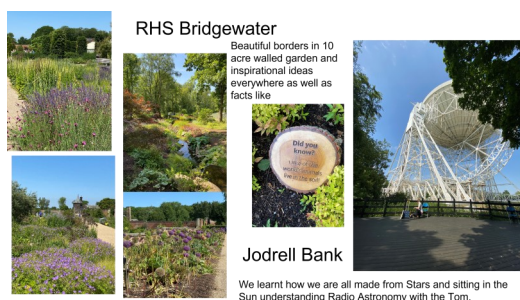 RHS Bridgewater
Beautiful borders in 10
acre walled garden and
inspirational ideas
everywhere as well as
facts like
Did you
know?
Jodrell Bank
We learnt how we are all made from Stars and sitting in the
Sun understanding Radio Astronomy with the Tom.